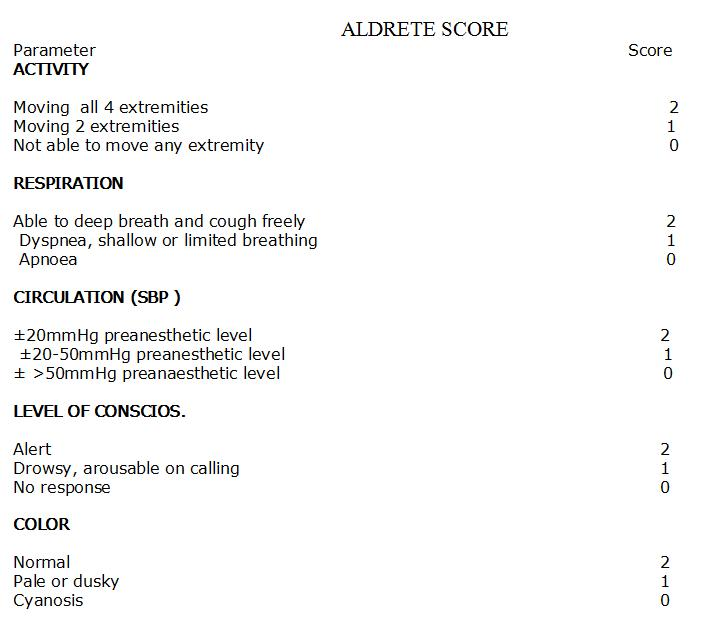 ALDRETE SCORE
Parameter Score
ACTIVITY
Moving all 4 extremities 2
Moving 2 extremities 1
Not able to move any extremity 0
RESPIRATION
Able to deep breath and cough freely 2
Dyspnea, shallow or limited breathing 1
Apnoea 0
CIRCULATION (SBP )
±20mmHg preanesthetic level 2
±20-50mmHg preanesthetic level 1
± >50mmHg preanaesthetic level 0
LEVEL OF CONSCIOS.
Alert 2
Drowsy, arousable on calling 1
No response 0
COLOR
Normal 2
Pale or dusky 1
Cyanosis 0